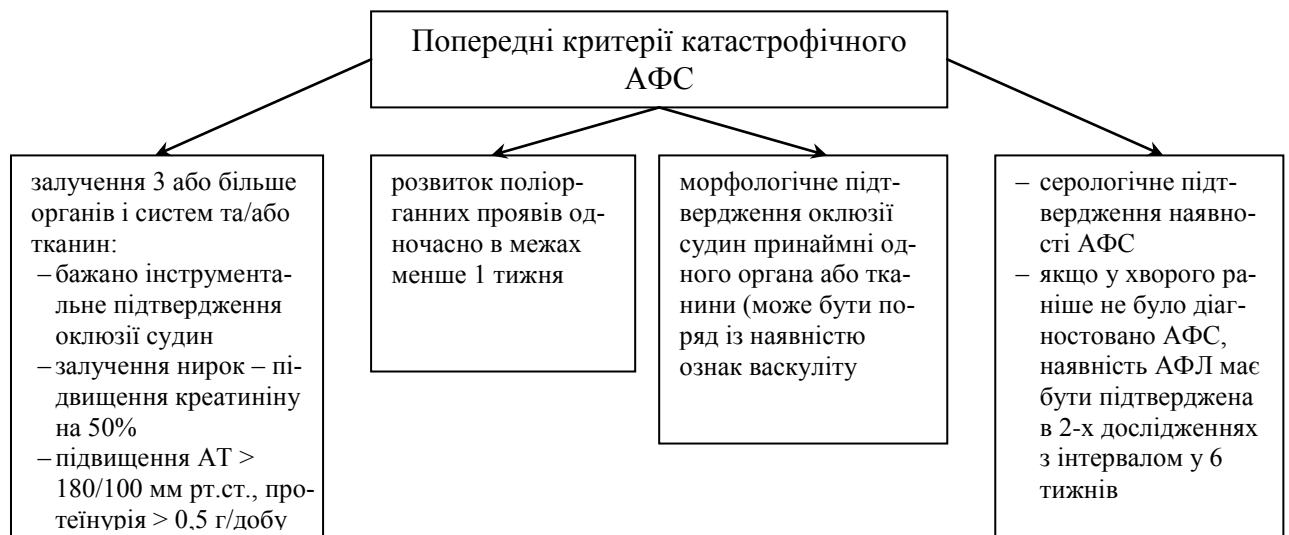 Попередні критерії катастрофічного
АФС
залучення 3 або більше
органів і систем та/або
тканин:
– бажано інструмента-
льне підтвердження
оклюзії судин
– залучення нирок – пі-
двищення креатиніну
на 50%
– підвищення АТ >
180/100 мм рт.ст., про-
теїнурія > 0,5 г/добу
розвиток поліор-
ганних проявів од-
ночасно в межах
менше 1 тижня
морфологічне підт-
вердження оклюзії
судин принаймні од-
ного органа або тка-
нини (може бути по-
ряд із наявністю
ознак васкуліту
– серологічне підт-
вердження наявно-
сті АФС
– якщо у хворого ра-
ніше не було діаг-
ностовано АФС,
наявність АФЛ має
бути підтверджена
в 2-х дослідженнях
з інтервалом у 6
тижнів